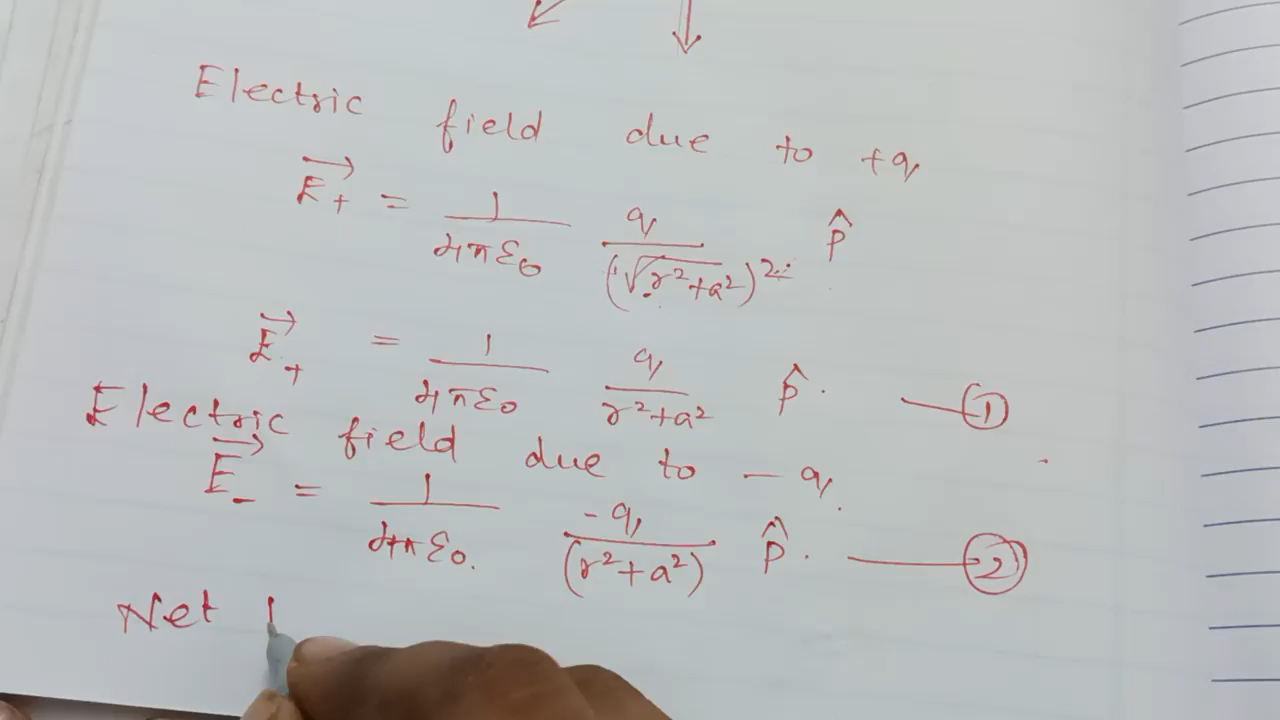 Electric field due to +q
E⃗₊ = 1/4πε₀ q/(√r²+a²)² p̂
E⃗₊ = 1/4πε₀ q/r²+a² p̂. — ①
Electric field due to - q.
E⃗₋ = 1/4πε₀. -q/(r²+a²) p̂. — ②
Net